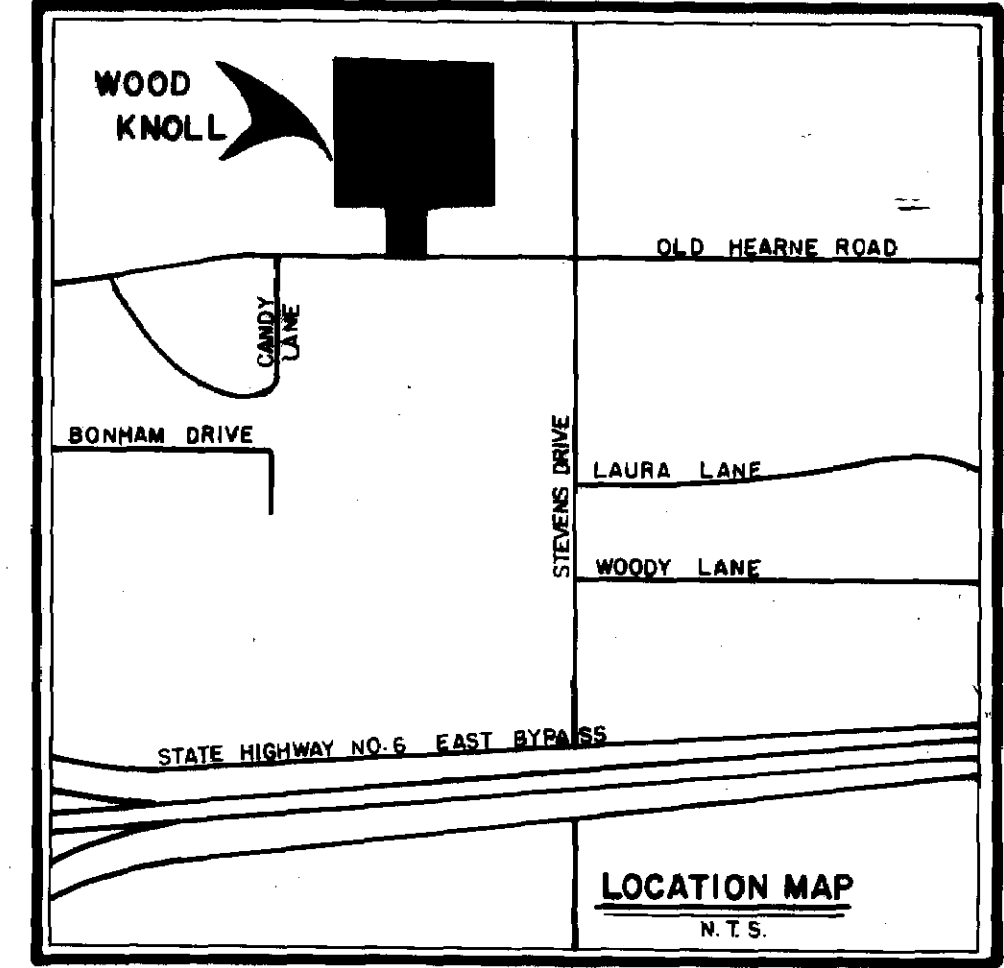 WOOD
KNOLL
OLD HEARNE ROAD
CANDY
LANE
BONHAM DRIVE
STEVENS DRIVE
LAURA LANE
WOODY LANE
STATE HIGHWAY NO. 6 EAST BYPASS
LOCATION MAP
N. T. S.